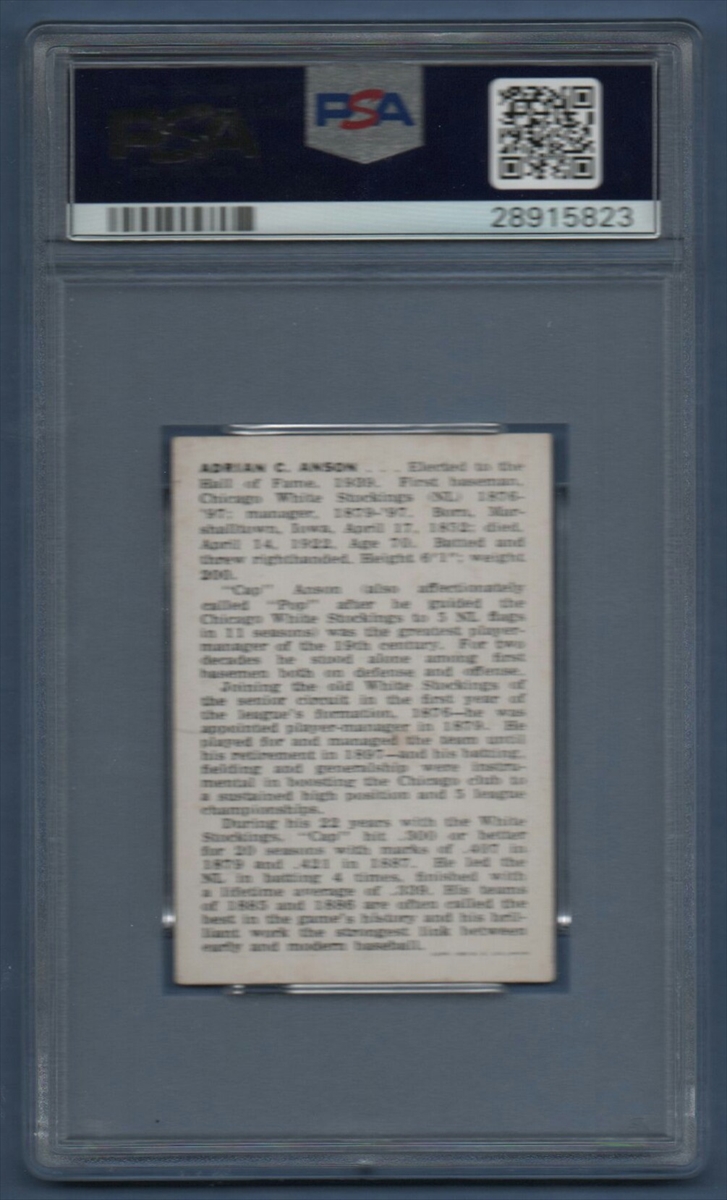 PSA
PSA
28915823
ADRIAN C. ANSON . . . Elected to the
Hall of Fame, 1939. First baseman,
Chicago White Stockings (NL) 1876-
'97; manager, 1879-'97. Born, Mar-
shalltown, Iowa, April 17, 1852; died,
April 14, 1922. Age 70. Batted and
threw righthanded. Height 6'1"; weight
200.
"Cap" Anson (also affectionately
called "Pop" after he guided the
Chicago White Stockings to 5 NL flags
in 11 seasons) was the greatest player-
manager of the 19th century. For two
decades he stood alone among first
basemen both on defense and offense.
Joining the old White Stockings of
the senior circuit in the first year of
the league's formation, 1876—he was
appointed player-manager in 1879. He
played for and managed the team until
his retirement in 1897—and his batting,
fielding and generalship were instru-
mental in boosting the Chicago club to
a sustained high position and 5 league
championships.
During his 22 years with the White
Stockings, "Cap" hit .300 or better
for 20 seasons with marks of .407 in
1879 and .421 in 1887. He led the
NL in batting 4 times, finished with
a lifetime average of .339. His teams
of 1885 and 1886 are often called the
best in the game's history and his bril-
liant work the strongest link between
early and modern baseball.